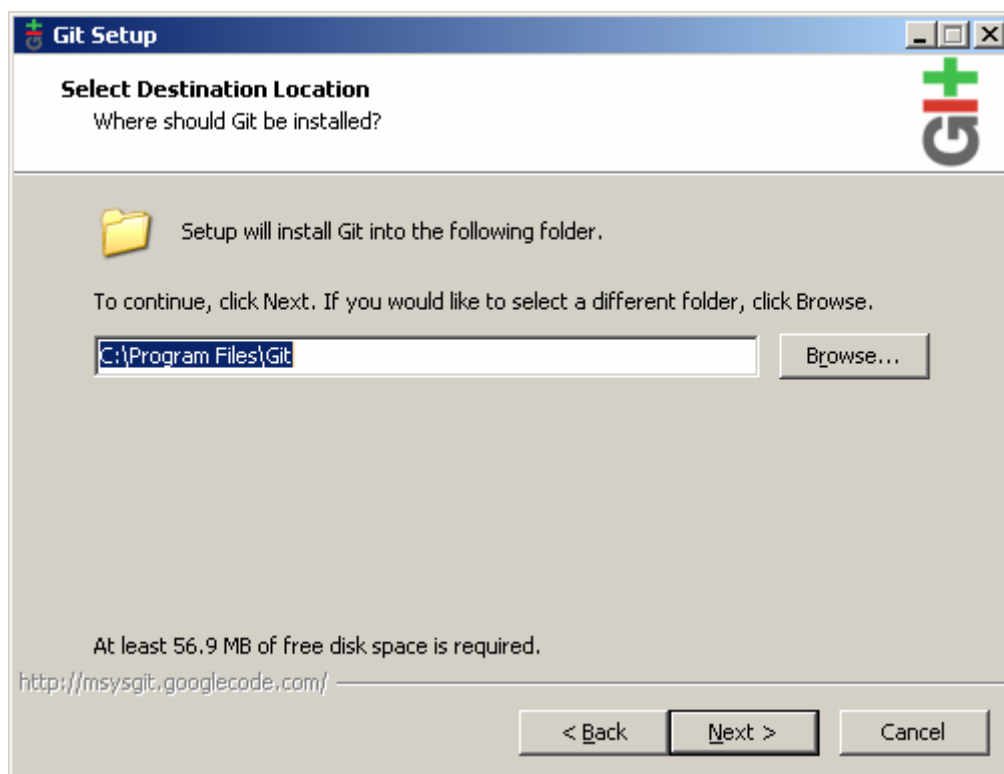 Git Setup
Select Destination Location
Where should Git be installed?
GIT
Setup will install Git into the following folder.
To continue, click Next. If you would like to select a different folder, click Browse.
C:\Program Files\Git
Browse...
At least 56.9 MB of free disk space is required.
http://msysgit.googlecode.com/
< Back
Next >
Cancel